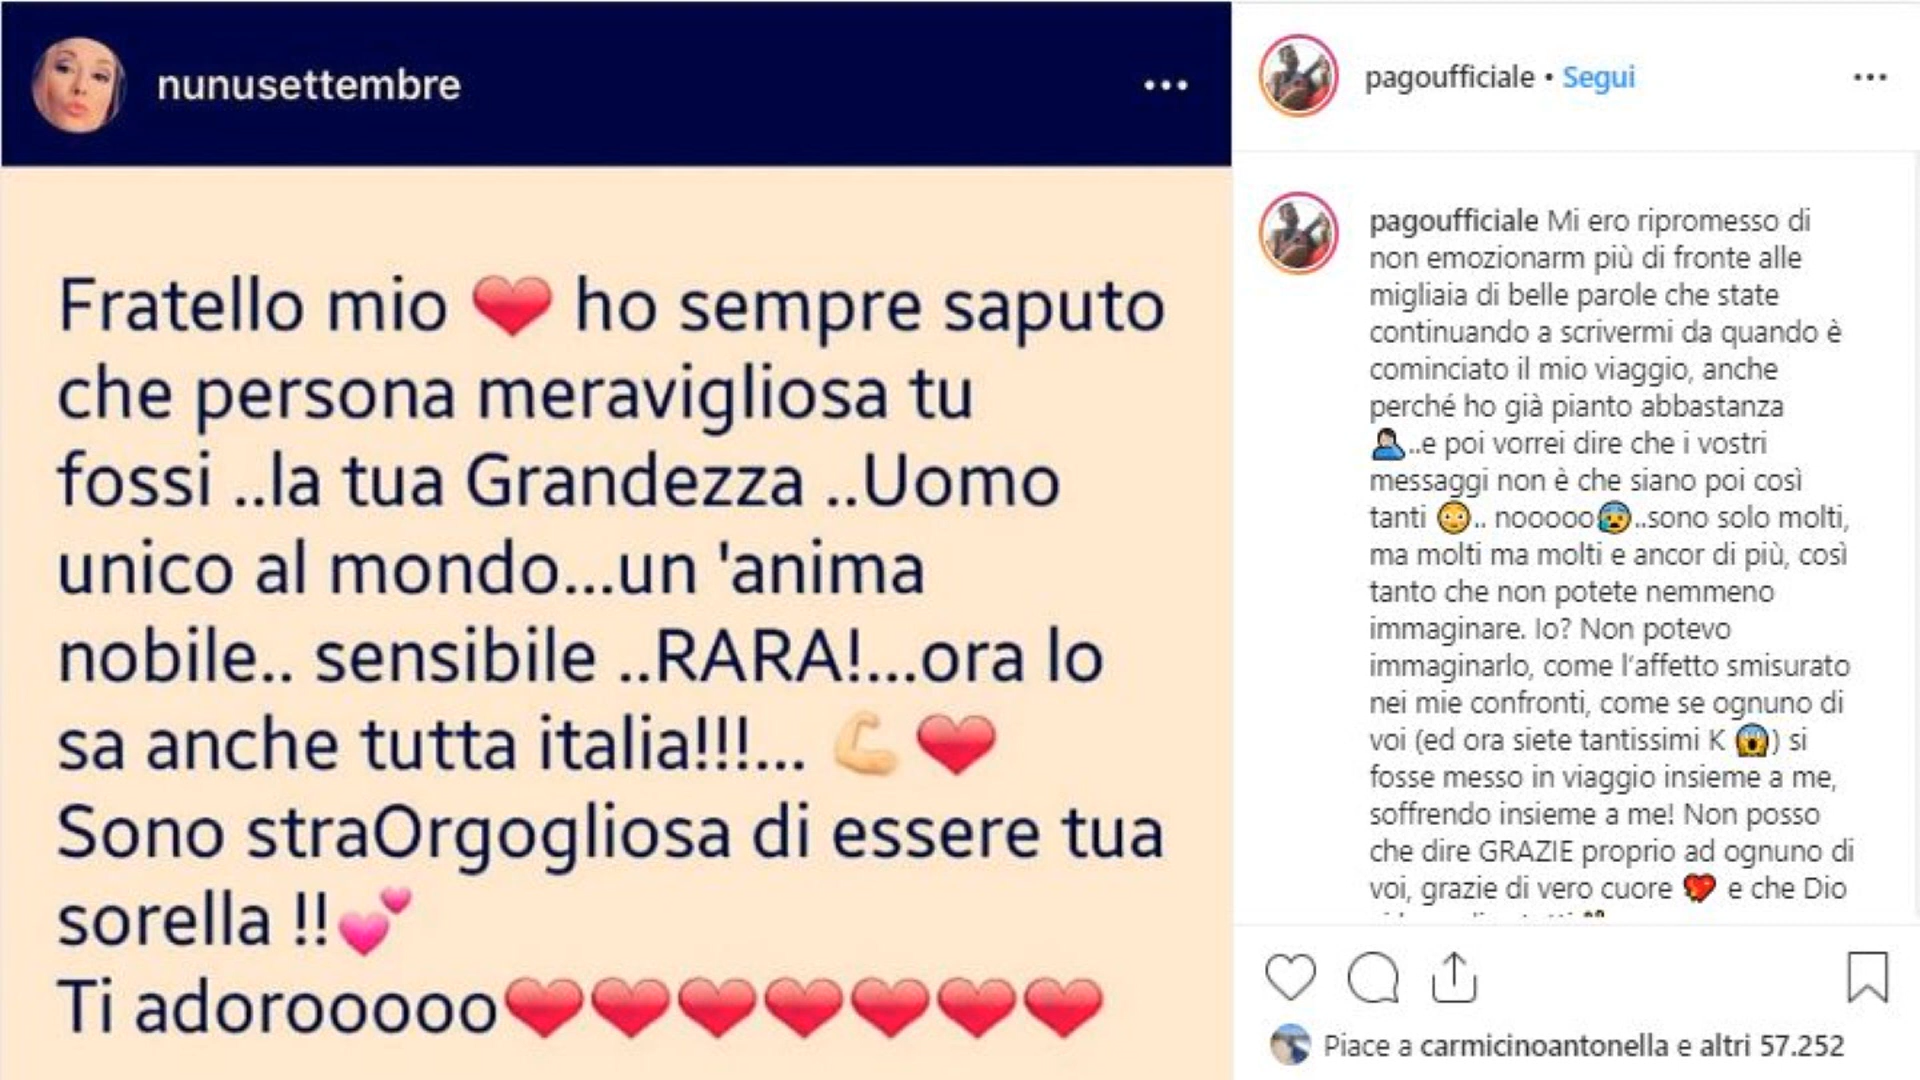 nunusettembre
Fratello mio ❤️ ho sempre saputo
che persona meravigliosa tu
fossi ..la tua Grandezza ..Uomo
unico al mondo...un 'anima
nobile.. sensibile ..RARA!...ora lo
sa anche tutta italia!!!... 💪🏼❤️
Sono straOrgogliosa di essere tua
sorella !!💕
Ti adorooooo❤️❤️❤️❤️❤️❤️❤️
pagoufficiale • Segui
pagoufficiale Mi ero ripromesso di
non emozionarm più di fronte alle
migliaia di belle parole che state
continuando a scrivermi da quando è
cominciato il mio viaggio, anche
perché ho già pianto abbastanza
🤦🏻‍♂️..e poi vorrei dire che i vostri
messaggi non è che siano poi così
tanti 😳.. nooooo😰..sono solo molti,
ma molti ma molti e ancor di più, così
tanto che non potete nemmeno
immaginare. Io? Non potevo
immaginarlo, come l’affetto smisurato
nei mie confronti, come se ognuno di
voi (ed ora siete tantissimi K 😱) si
fosse messo in viaggio insieme a me,
soffrendo insieme a me! Non posso
che dire GRAZIE proprio ad ognuno di
voi, grazie di vero cuore 💖 e che Dio
Piace a carmicinoantonella e altri 57.252